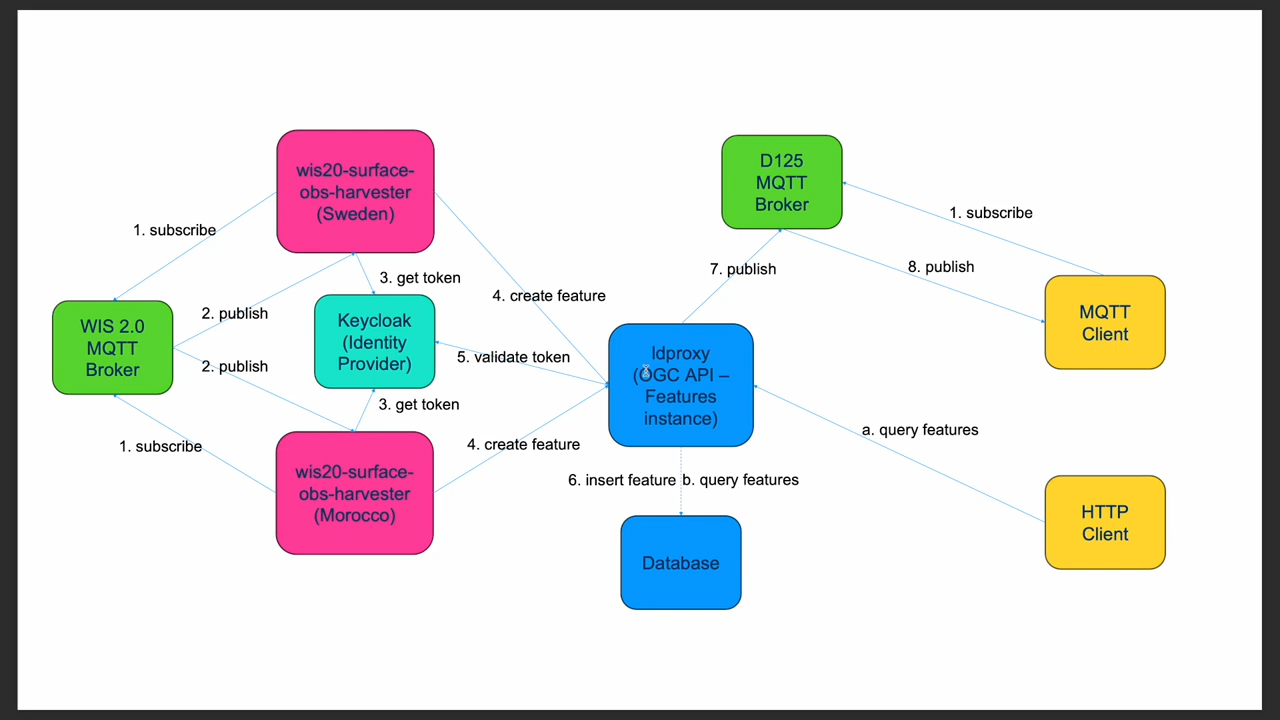 wis20-surface-
obs-harvester
(Sweden)
D125
MQTT
Broker
1. subscribe
1. subscribe
3. get token
7. publish
8. publish
4. create feature
2. publish
WIS 2.0
MQTT
Broker
Keycloak
(Identity
Provider)
MQTT
Client
5. validate token
ldproxy
(OGC API –
Features
instance)
2. publish
3. get token
a. query features
1. subscribe
4. create feature
wis20-surface-
obs-harvester
(Morocco)
6. insert feature
b. query features
HTTP
Client
Database